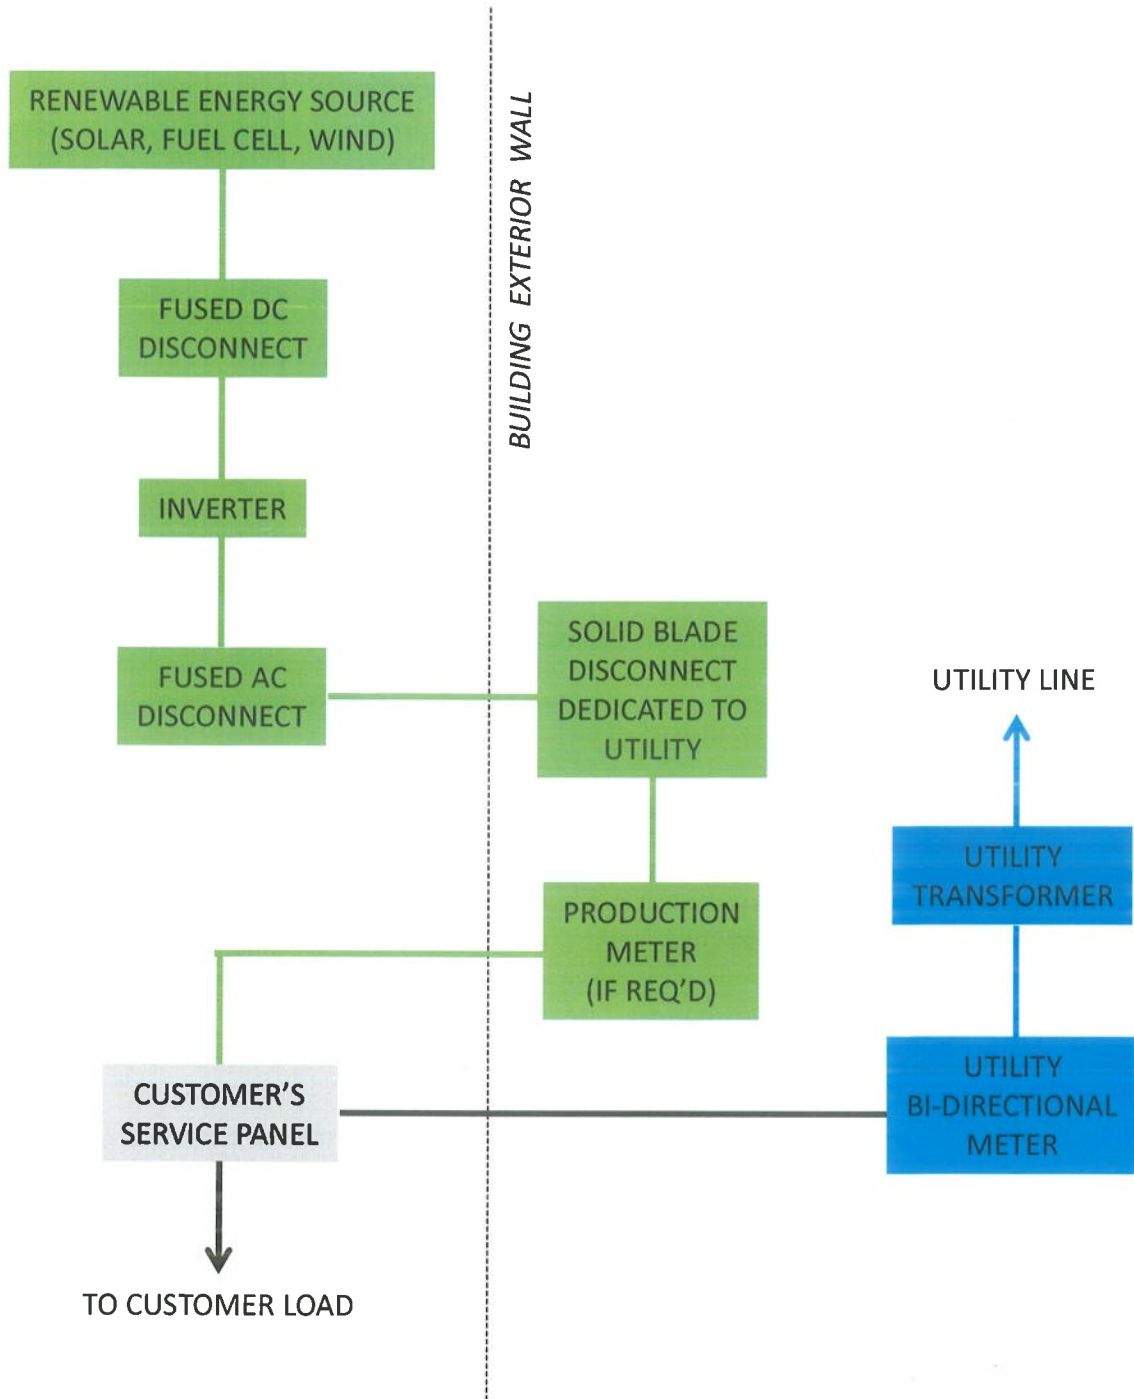 RENEWABLE ENERGY SOURCE
(SOLAR, FUEL CELL, WIND)
BUILDING EXTERIOR WALL
FUSED DC
DISCONNECT
INVERTER
FUSED AC
DISCONNECT
SOLID BLADE
DISCONNECT
DEDICATED TO
UTILITY
UTILITY LINE
UTILITY
TRANSFORMER
PRODUCTION
METER
(IF REQ'D)
CUSTOMER'S
SERVICE PANEL
UTILITY
BI-DIRECTIONAL
METER
TO CUSTOMER LOAD